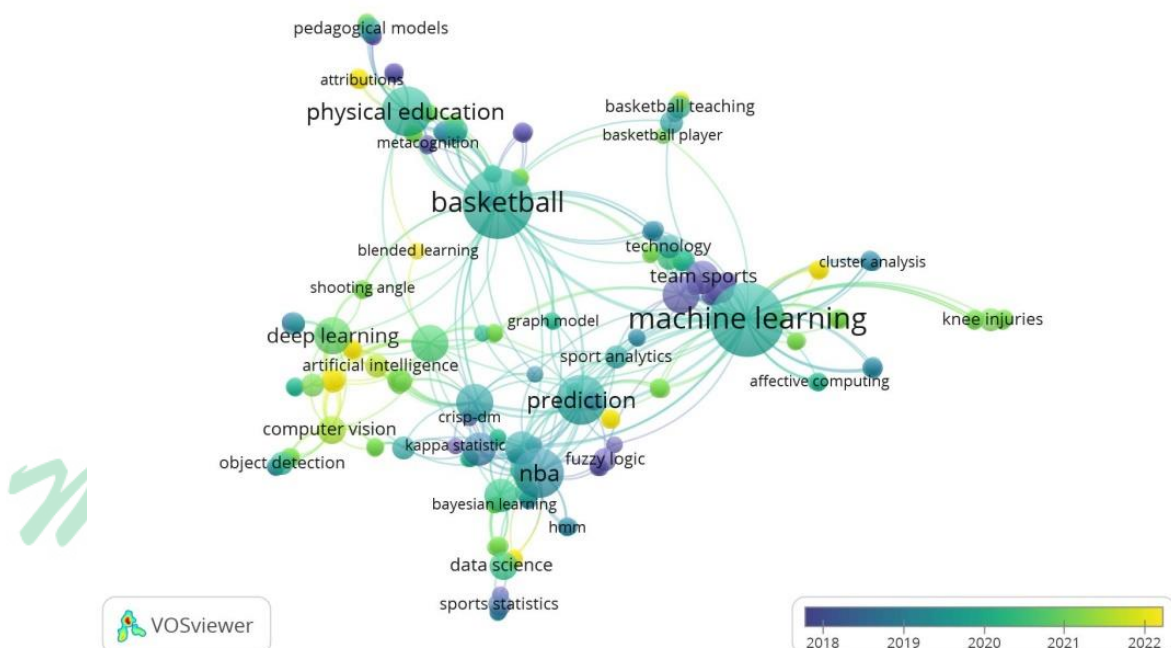 pedagogical models
attributions
physical education
metacognition
basketball teaching
basketball player
basketball
blended learning
technology
team sports
cluster analysis
shooting angle
deep learning
graph model
machine learning
knee injuries
artificial intelligence
sport analytics
affective computing
prediction
crisp-dm
computer vision
kappa statistic
object detection
nba
fuzzy logic
bayesian learning
hmm
data science
sports statistics
VOSviewer
2018 2019 2020 2021 2022